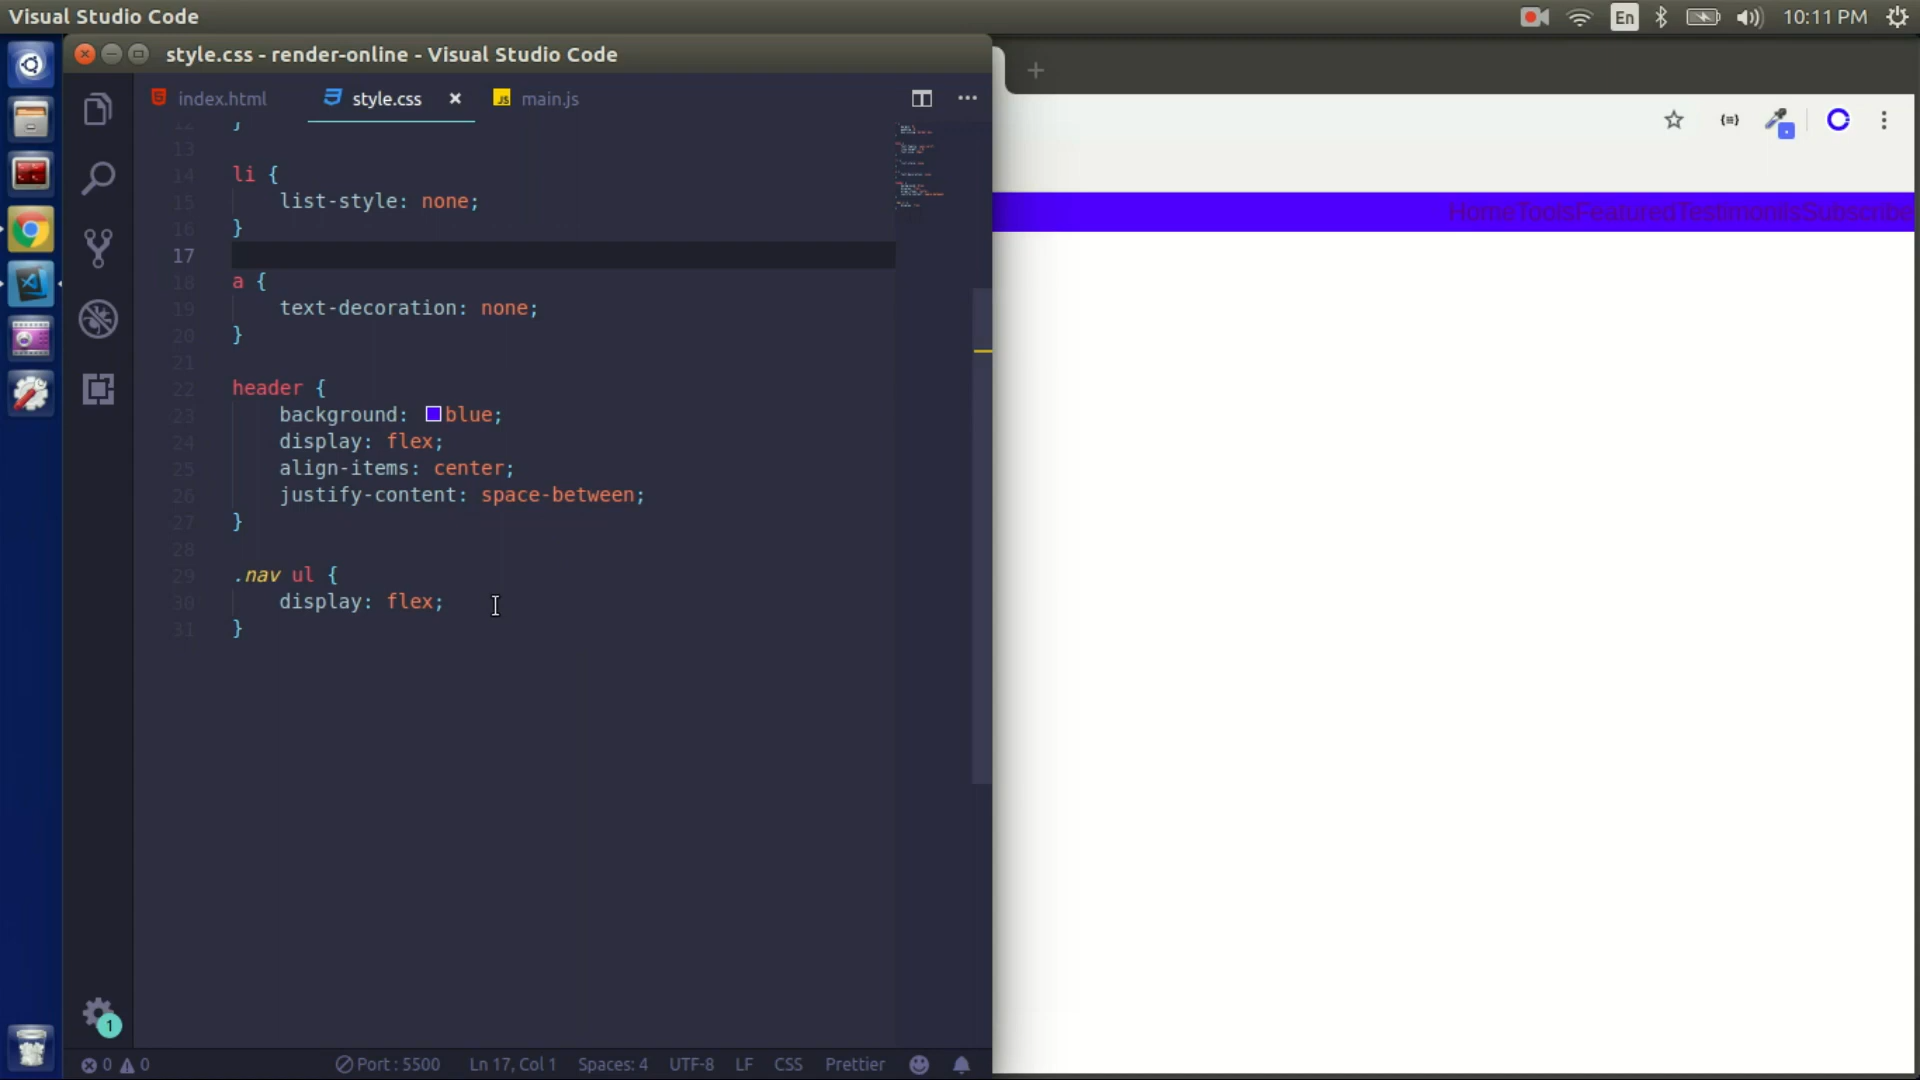 Visual Studio Code
En
10:11 PM
style.css - render-online - Visual Studio Code
index.html
style.css
main.js
12 }
13
14 li {
15 list-style: none;
16 }
17
18 a {
19 text-decoration: none;
20 }
21
22 header {
23 background: blue;
24 display: flex;
25 align-items: center;
26 justify-content: space-between;
27 }
28
29 .nav ul {
30 display: flex;
31 }
HomeToolsFeaturedTestimonilsSubscribe
1
0 0
Port : 5500
Ln 17, Col 1
Spaces: 4
UTF-8
LF
CSS
Prettier